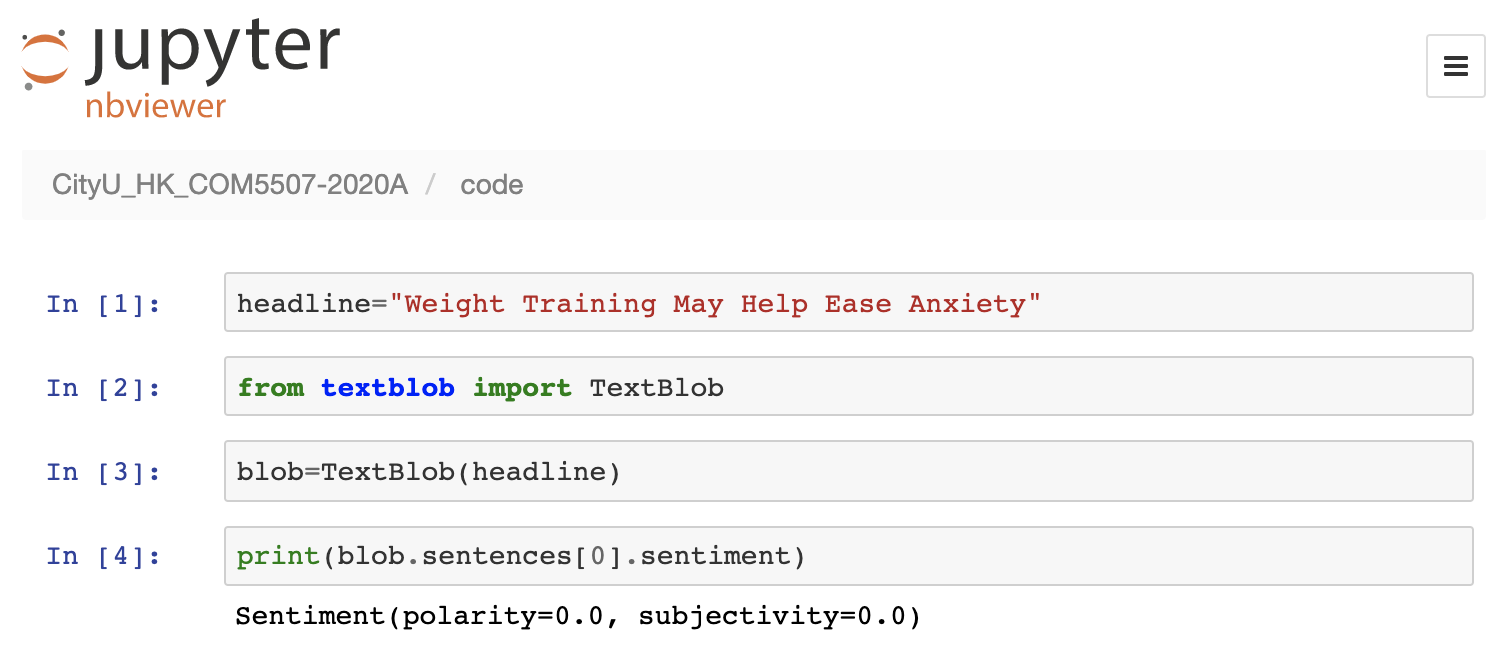 jupyter
nbviewer
CityU_HK_COM5507-2020A / code
In [1]: headline="Weight Training May Help Ease Anxiety"
In [2]: from textblob import TextBlob
In [3]: blob=TextBlob(headline)
In [4]: print(blob.sentences[0].sentiment)
Sentiment(polarity=0.0, subjectivity=0.0)